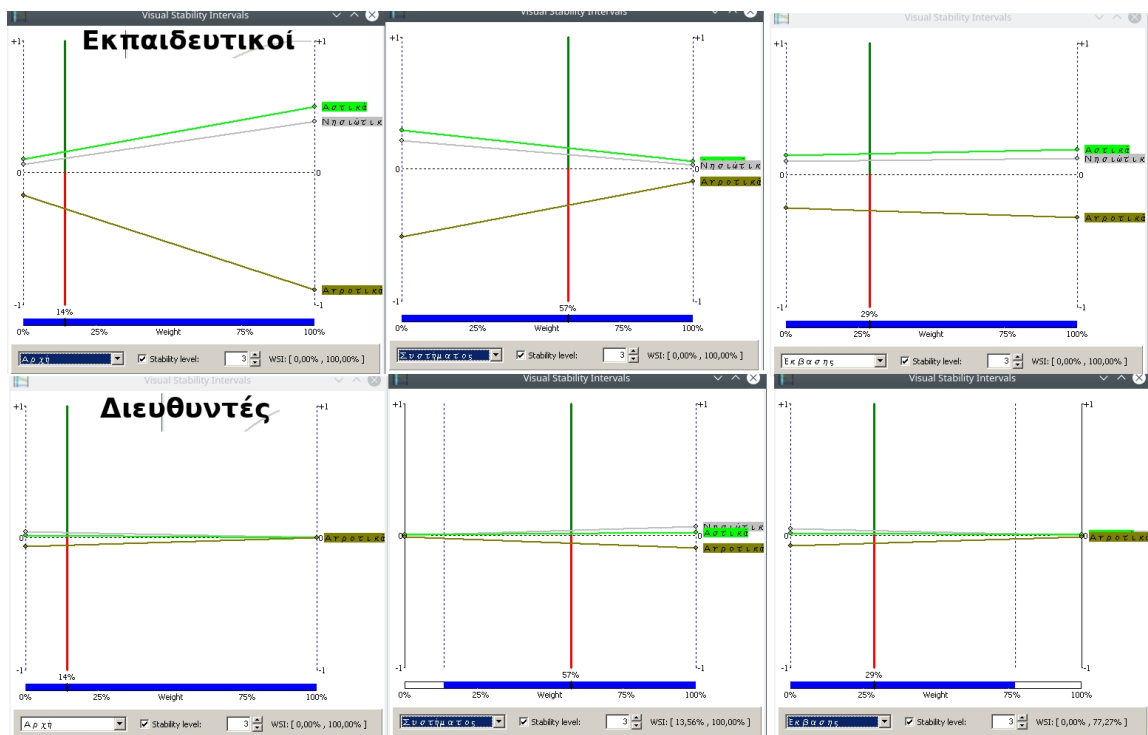 Visual Stability Intervals
Visual Stability Intervals
Visual Stability Intervals
Εκπαιδευτικοί
+1
+1
+1
+1
+1
+1
Αστικά
Νησιώτικ
0
0
Αγροτικά
-1
-1
14%
0%
25%
Weight
75%
100%
Αρχή
Stability level:
3
WSI: [ 0,00% , 100,00% ]
Νησιώτικ
0
0
Αγροτικά
-1
-1
57%
0%
25%
Weight
75%
100%
Συστήματος
Stability level:
3
WSI: [ 0,00% , 100,00% ]
Αστικά
Νησιώτικ
0
0
Αγροτικά
-1
-1
29%
0%
25%
Weight
75%
100%
Έκβασης
Stability level:
3
WSI: [ 0,00% , 100,00% ]
Visual Stability Intervals
Visual Stability Intervals
Visual Stability Intervals
Διευθυντές
+1
+1
+1
+1
+1
+1
0
0
Αγροτικά
-1
-1
14%
0%
25%
Weight
75%
100%
Αρχή
Stability level:
3
WSI: [ 0,00% , 100,00% ]
Νησιώτικ
0
0
Αστικά
Αγροτικά
-1
-1
57%
0%
25%
Weight
75%
100%
Συστήματος
Stability level:
3
WSI: [ 13,56% , 100,00% ]
0
0
Αγροτικά
-1
-1
29%
0%
25%
Weight
75%
100%
Έκβασης
Stability level:
3
WSI: [ 0,00% , 77,27% ]